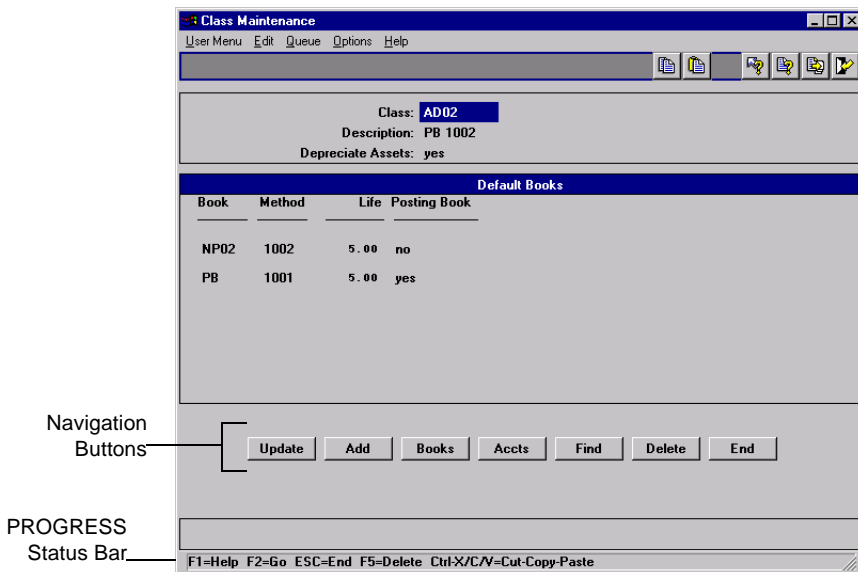 Class Maintenance
User Menu Edit Queue Options Help
Class: AD02
Description: PB 1002
Depreciate Assets: yes
Default Books
Book Method Life Posting Book
NP02 1002 5.00 no
PB 1001 5.00 yes
Navigation
Buttons
Update Add Books Accts Find Delete End
PROGRESS
Status Bar
F1=Help F2=Go ESC=End F5=Delete Ctrl-X/C/V=Cut-Copy-Paste